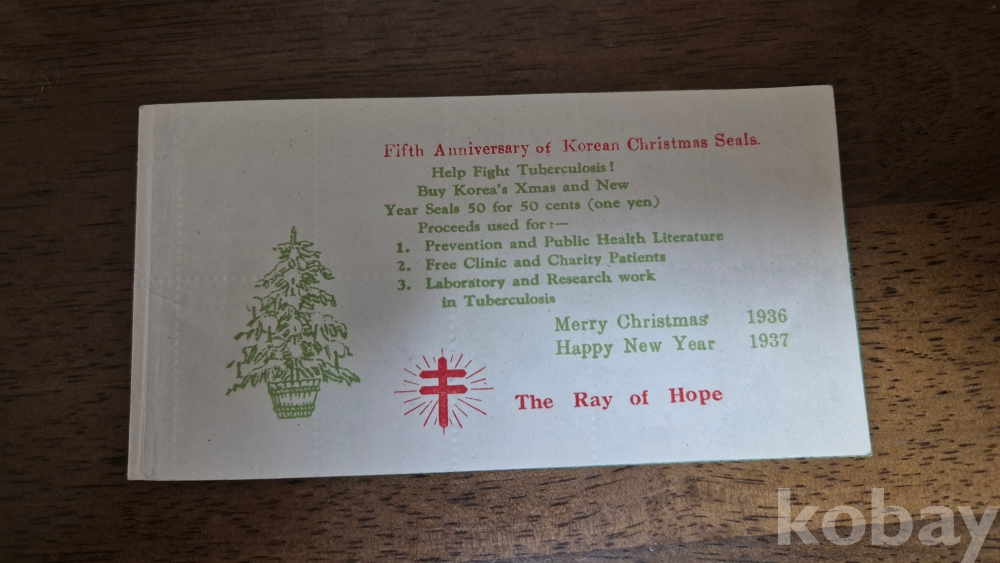 Fifth Anniversary of Korean Christmas Seals.
Help Fight Tuberculosis!
Buy Korea's Xmas and New
Year Seals 50 for 50 cents (one yen)
Proceeds used for:—
1. Prevention and Public Health Literature
2. Free Clinic and Charity Patients
3. Laboratory and Research work
in Tuberculosis
Merry Christmas 1936
Happy New Year 1937
The Ray of Hope
kobay